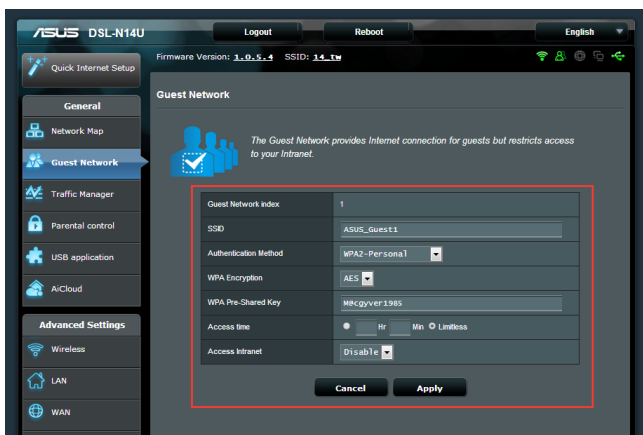 ASUS DSL-N14U Logout Reboot English
Quick Internet Setup
Firmware Version: 1.0.5.4 SSID: 14_tw
General
Network Map
Guest Network
Traffic Manager
Parental control
USB application
AiCloud
Advanced Settings
Wireless
LAN
WAN
Guest Network
The Guest Network provides Internet connection for guests but restricts access
to your Intranet.
Guest Network index 1
SSID ASUS_Guest1
Authentication Method WPA2-Personal
WPA Encryption AES
WPA Pre-Shared Key M@cgyver1985
Access time Hr Min Limitless
Access Intranet Disable
Cancel Apply